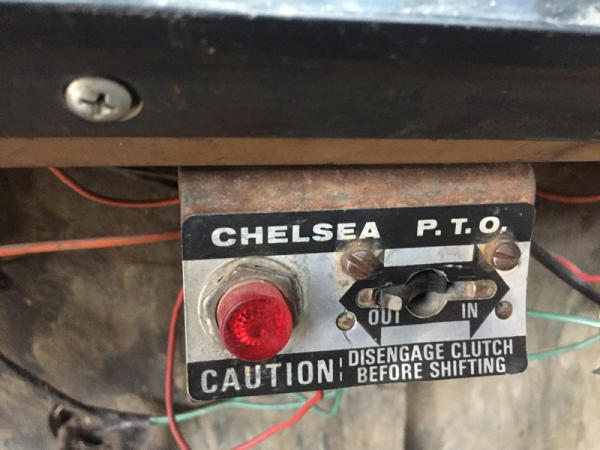 CHELSEA P.T.O.
OUT IN
CAUTION: DISENGAGE CLUTCH
BEFORE SHIFTING